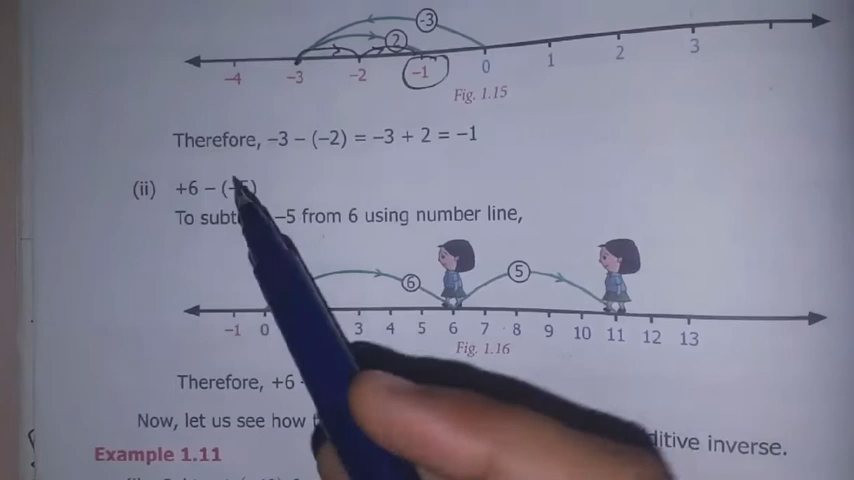 -3
2
-4 -3 -2 -1 0 1 2 3
Fig. 1.15
Therefore, -3 - (-2) = -3 + 2 = -1
(ii) +6 - (-5)
To subt -5 from 6 using number line,
6 5
-1 0 3 4 5 6 7 8 9 10 11 12 13
Fig. 1.16
Therefore, +6
Now, let us see how ditive inverse.
Example 1.11